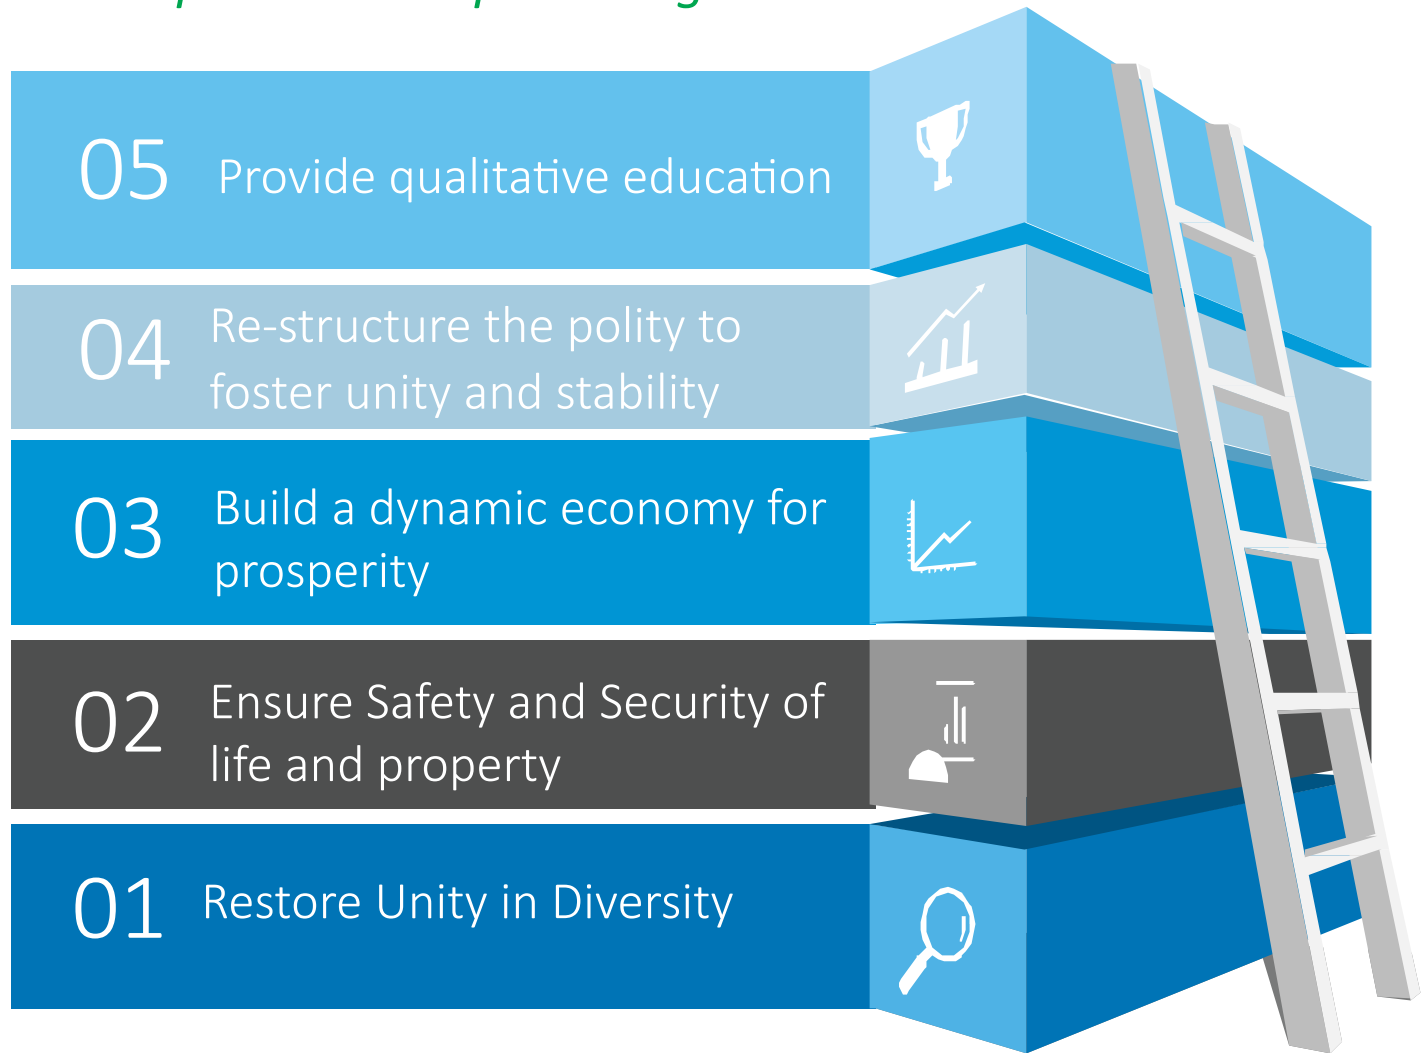 05
Provide qualitative education
04
Re-structure the polity to
foster unity and stability
03
Build a dynamic economy for
prosperity
02
Ensure Safety and Security of
life and property
01
Restore Unity in Diversity